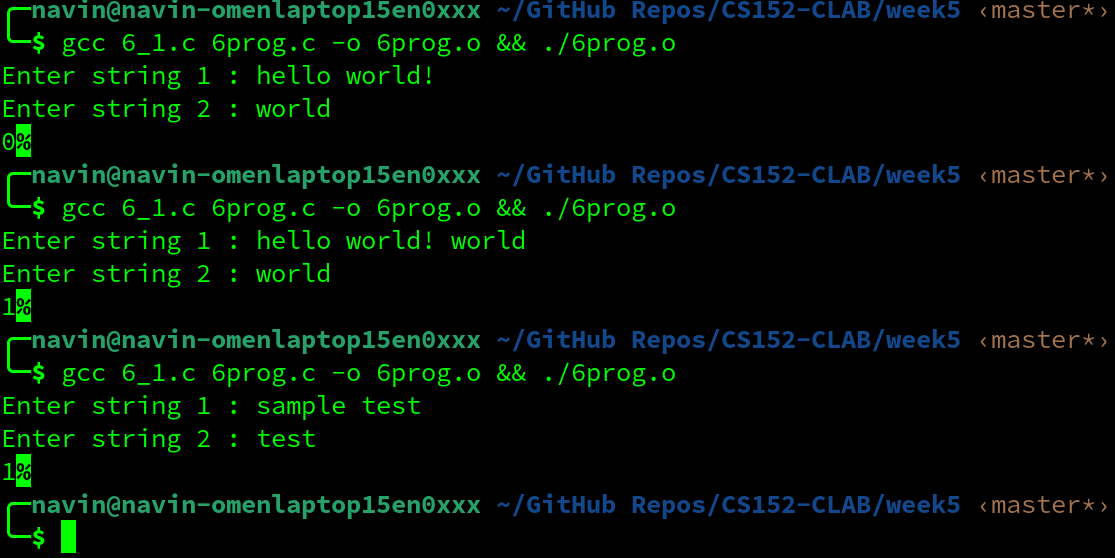 ╭─navin@navin-omenlaptop15en0xxx ~/GitHub Repos/CS152-CLAB/week5 ‹master*›
╰─$ gcc 6_1.c 6prog.c -o 6prog.o && ./6prog.o
Enter string 1 : hello world!
Enter string 2 : world
0%
╭─navin@navin-omenlaptop15en0xxx ~/GitHub Repos/CS152-CLAB/week5 ‹master*›
╰─$ gcc 6_1.c 6prog.c -o 6prog.o && ./6prog.o
Enter string 1 : hello world! world
Enter string 2 : world
1%
╭─navin@navin-omenlaptop15en0xxx ~/GitHub Repos/CS152-CLAB/week5 ‹master*›
╰─$ gcc 6_1.c 6prog.c -o 6prog.o && ./6prog.o
Enter string 1 : sample test
Enter string 2 : test
1%
╭─navin@navin-omenlaptop15en0xxx ~/GitHub Repos/CS152-CLAB/week5 ‹master*›
╰─$